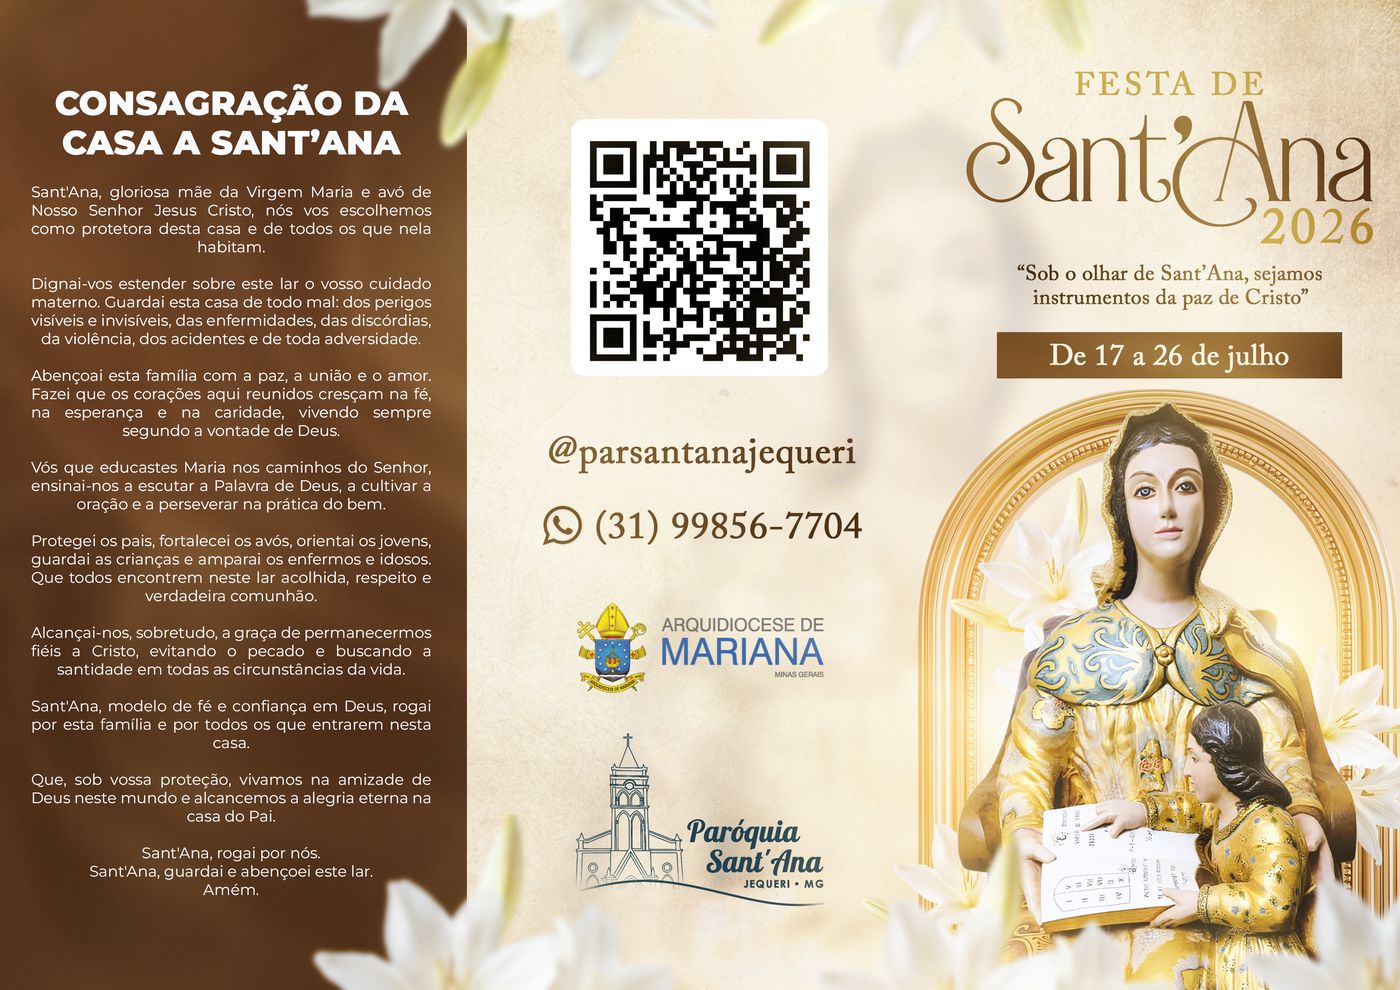 CONSAGRAÇÃO DA
CASA A SANT’ANA
Sant'Ana, gloriosa mãe da Virgem Maria e avó de
Nosso Senhor Jesus Cristo, nós vos escolhemos
como protetora desta casa e de todos os que nela
habitam.
Dignai-vos estender sobre este lar o vosso cuidado
materno. Guardai esta casa de todo mal: dos perigos
visíveis e invisíveis, das enfermidades, das discórdias,
da violência, dos acidentes e de toda adversidade.
Abençoai esta família com a paz, a união e o amor.
Fazei que os corações aqui reunidos cresçam na fé,
na esperança e na caridade, vivendo sempre
segundo a vontade de Deus.
Vós que educastes Maria nos caminhos do Senhor,
ensinai-nos a escutar a Palavra de Deus, a cultivar a
oração e a perseverar na prática do bem.
Protegei os pais, fortalecei os avós, orientai os jovens,
guardai as crianças e amparai os enfermos e idosos.
Que todos encontrem neste lar acolhida, respeito e
verdadeira comunhão.
Alcançai-nos, sobretudo, a graça de permanecermos
fiéis a Cristo, evitando o pecado e buscando a
santidade em todas as circunstâncias da vida.
Sant'Ana, modelo de fé e confiança em Deus, rogai
por esta família e por todos os que entrarem nesta
casa.
Que, sob vossa proteção, vivamos na amizade de
Deus neste mundo e alcancemos a alegria eterna na
casa do Pai.
Sant'Ana, rogai por nós.
Sant'Ana, guardai e abençoei este lar.
Amém.
@parsantanajequeri
(31) 99856-7704
ARQUIDIOCESE DE
MARIANA
MINAS GERAIS
ARQUIDIOCESE DE MARIANA
Paróquia
Sant'Ana
JEQUERI • MG
FESTA DE
Sant’Ana
2026
“Sob o olhar de Sant’Ana, sejamos
instrumentos da paz de Cristo”
De 17 a 26 de julho